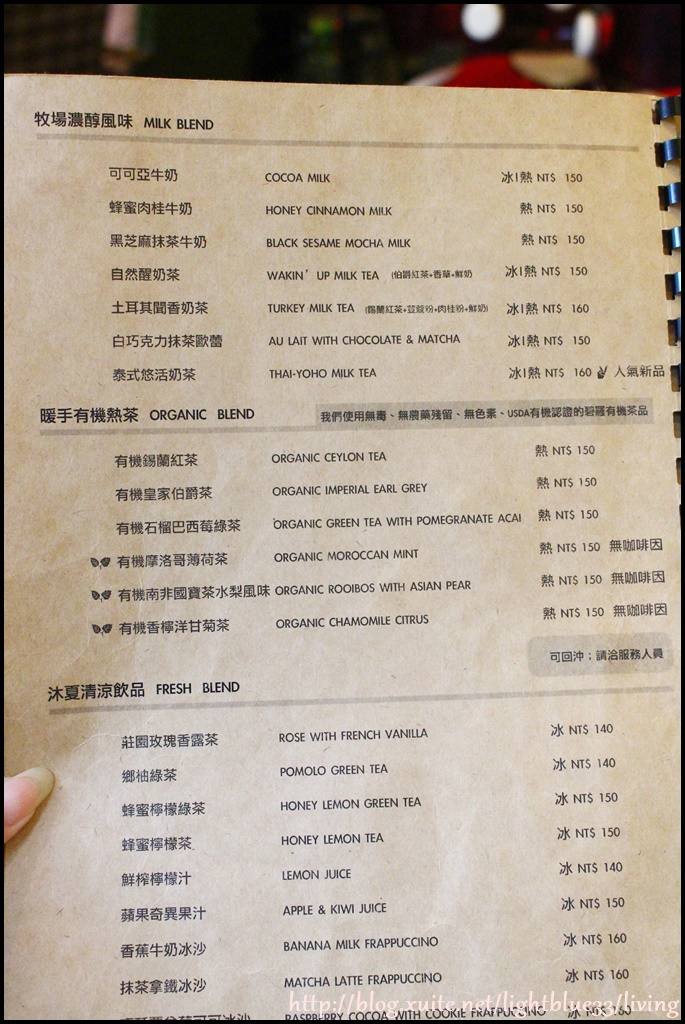 牧場濃醇風味 MILK BLEND
可可亞牛奶 COCOA MILK 冰|熱 NT$ 150
蜂蜜肉桂牛奶 HONEY CINNAMON MILK 熱 NT$ 150
黑芝麻抹茶牛奶 BLACK SESAME MOCHA MILK 熱 NT$ 150
自然醒奶茶 WAKIN' UP MILK TEA (伯爵紅茶+香草+鮮奶 冰|熱 NT$ 150
土耳其聞香奶茶 TURKEY MILK TEA (錫蘭紅茶+荳蔻粉+肉桂粉+鮮奶) 冰|熱 NT$ 160
白巧克力抹茶歐蕾 AU LAIT WITH CHOCOLATE & MATCHA 冰|熱 NT$ 150
泰式悠活奶茶 THAI-YOHO MILK TEA 冰|熱 NT$ 160 人氣新品
暖手有機熱茶 ORGANIC BLEND 我們使用無毒、無農藥殘留、無色素、USDA有機認證的碧羅有機茶品
有機錫蘭紅茶 ORGANIC CEYLON TEA 熱 NT$ 150
有機皇家伯爵茶 ORGANIC IMPERIAL EARL GREY 熱 NT$ 150
有機石榴巴西莓綠茶 ORGANIC GREEN TEA WITH POMEGRANATE ACAI 熱 NT$ 150
有機摩洛哥薄荷茶 ORGANIC MOROCCAN MINT 熱 NT$ 150 無咖啡因
有機南非國寶茶水梨風味 ORGANIC ROOIBOS WITH ASIAN PEAR 熱 NT$ 150 無咖啡因
有機香檸洋甘菊茶 ORGANIC CHAMOMILE CITRUS 熱 NT$ 150 無咖啡因
可回沖；請洽服務人員
沐夏清涼飲品 FRESH BLEND
莊園玫瑰香露茶 ROSE WITH FRENCH VANILLA 冰 NT$ 140
鄉柚綠茶 POMOLO GREEN TEA 冰 NT$ 140
蜂蜜檸檬綠茶 HONEY LEMON GREEN TEA 冰 NT$ 150
蜂蜜檸檬茶 HONEY LEMON TEA 冰 NT$ 150
鮮榨檸檬汁 LEMON JUICE 冰 NT$ 140
蘋果奇異果汁 APPLE & KIWI JUICE 冰 NT$ 150
香蕉牛奶冰沙 BANANA MILK FRAPPUCCINO 冰 NT$ 160
抹茶拿鐵冰沙 MATCHA LATTE FRAPPUCCINO 冰 NT$ 160
可可冰沙 RASPBERRY COCOA WITH COOKIE FRAPPUCCINO 冰 NT$ 160
http://blog.xuite.net/lightblue33/living